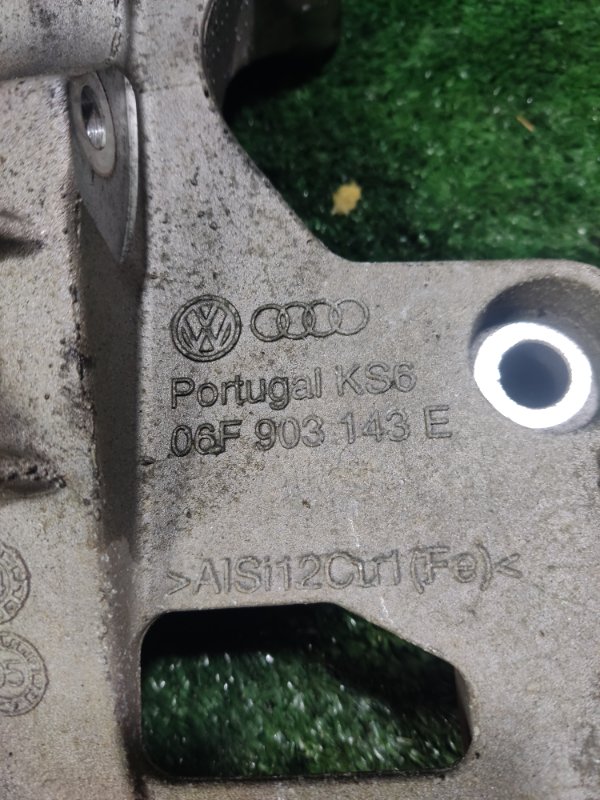 Portugal KS6
06F 903 143 E
>AlSi12Cu1(Fe)<